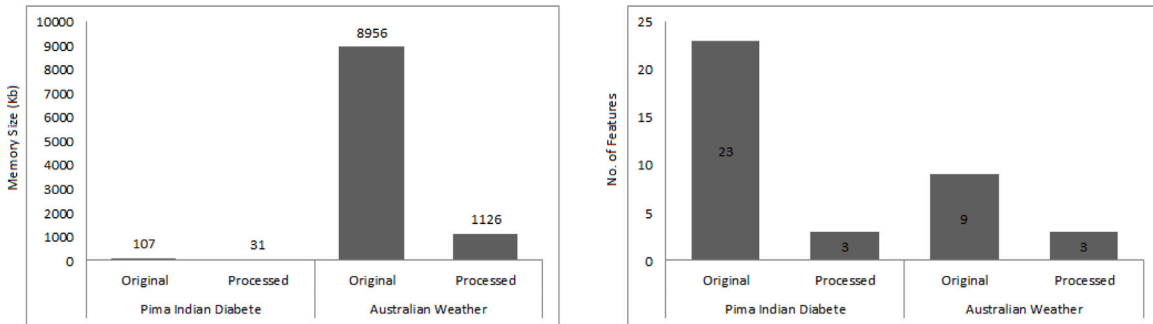 Memory Size (Kb)
10000
9000
8000
7000
6000
5000
4000
3000
2000
1000
0
107
31
8956
1126
Original
Processed
Original
Processed
Pima Indian Diabete
Australian Weather
No. of Features
25
20
15
10
5
0
23
3
9
3
Original
Processed
Original
Processed
Pima Indian Diabete
Australian Weather